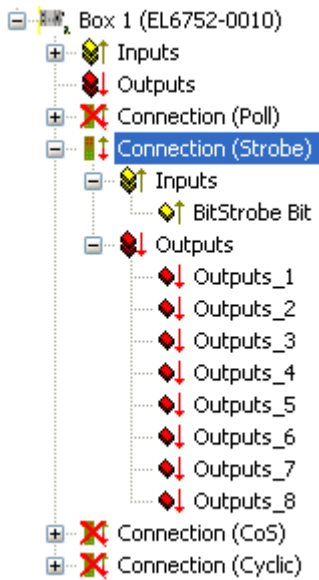 Box 1 (EL6752-0010)
Inputs
Outputs
Connection (Poll)
Connection (Strobe)
Inputs
BitStrobe Bit
Outputs
Outputs_1
Outputs_2
Outputs_3
Outputs_4
Outputs_5
Outputs_6
Outputs_7
Outputs_8
Connection (CoS)
Connection (Cyclic)